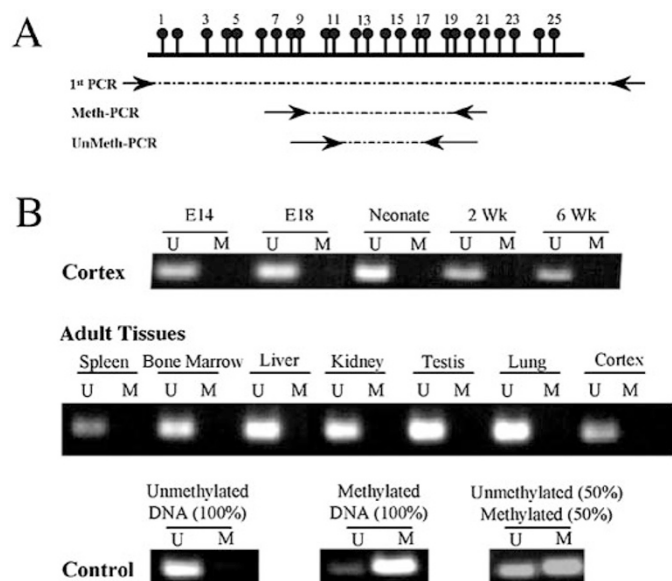 A
1 3 5 7 9 11 13 15 17 19 21 23 25
1st PCR
Meth-PCR
UnMeth-PCR
B
E14 E18 Neonate 2 Wk 6 Wk
U M U M U M U M U M
Cortex
Adult Tissues
Spleen Bone Marrow Liver Kidney Testis Lung Cortex
U M U M U M U M U M U M U M
Unmethylated Methylated Unmethylated (50%)
DNA (100%) DNA (100%) Methylated (50%)
U M U M U M
Control